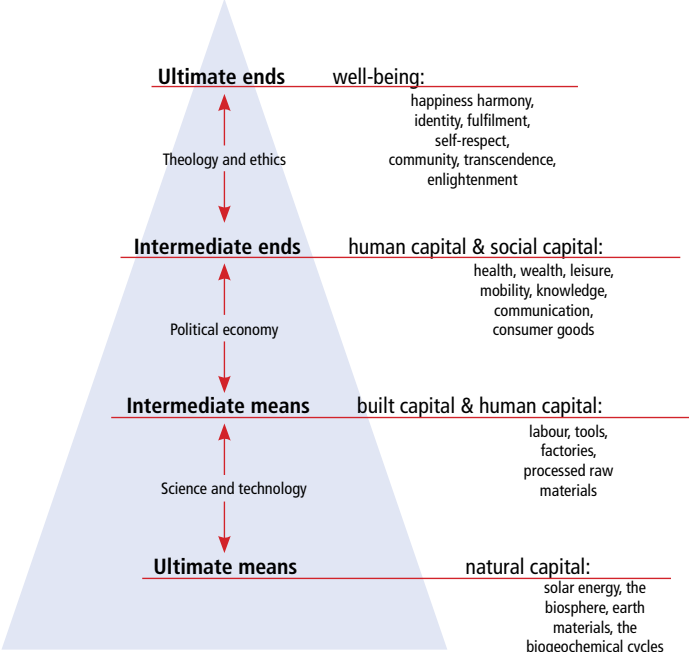 Ultimate ends well-being:
happiness harmony,
identity, fulfilment,
self-respect,
community, transcendence,
enlightenment
Theology and ethics
Intermediate ends human capital & social capital:
health, wealth, leisure,
mobility, knowledge,
communication,
consumer goods
Political economy
Intermediate means built capital & human capital:
labour, tools,
factories,
processed raw
materials
Science and technology
Ultimate means natural capital:
solar energy, the
biosphere, earth
materials, the
biogeochemical cycles